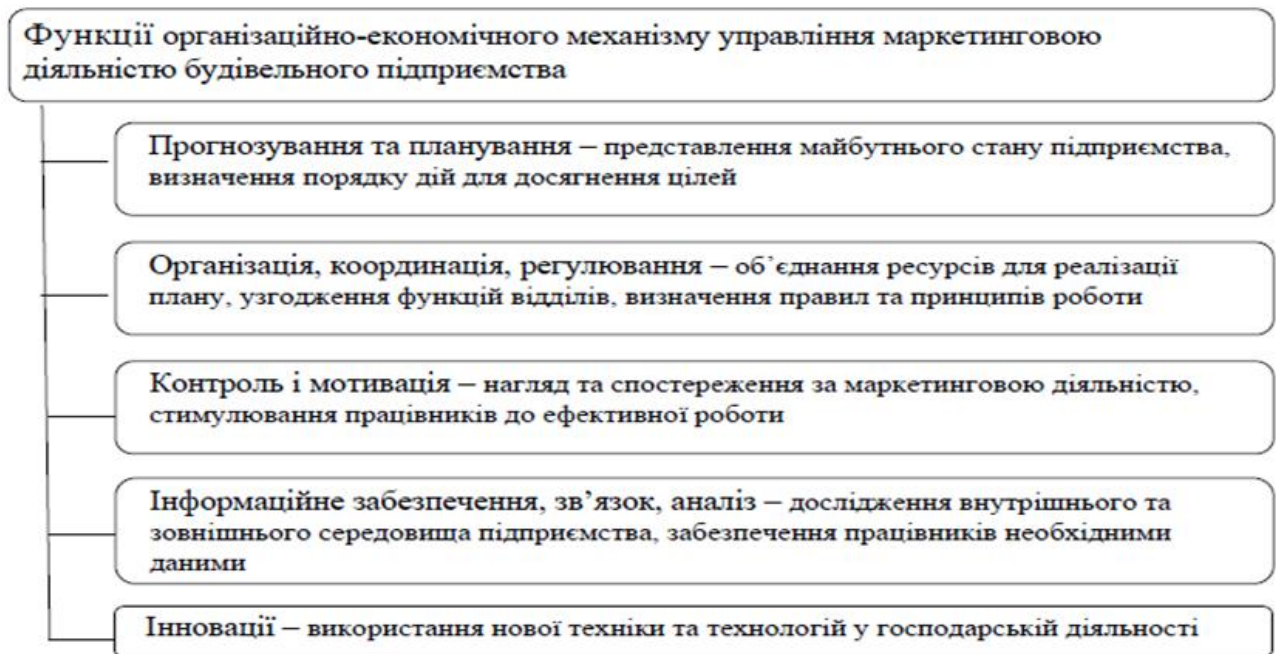 Функції організаційно-економічного механізму управління маркетинговою
діяльністю будівельного підприємства
Прогнозування та планування – представлення майбутнього стану підприємства,
визначення порядку дій для досягнення цілей
Організація, координація, регулювання – об’єднання ресурсів для реалізації
плану, узгодження функцій відділів, визначення правил та принципів роботи
Контроль і мотивація – нагляд та спостереження за маркетинговою діяльністю,
стимулювання працівників до ефективної роботи
Інформаційне забезпечення, зв’язок, аналіз – дослідження внутрішнього та
зовнішнього середовища підприємства, забезпечення працівників необхідними
даними
Інновації – використання нової техніки та технологій у господарській діяльності